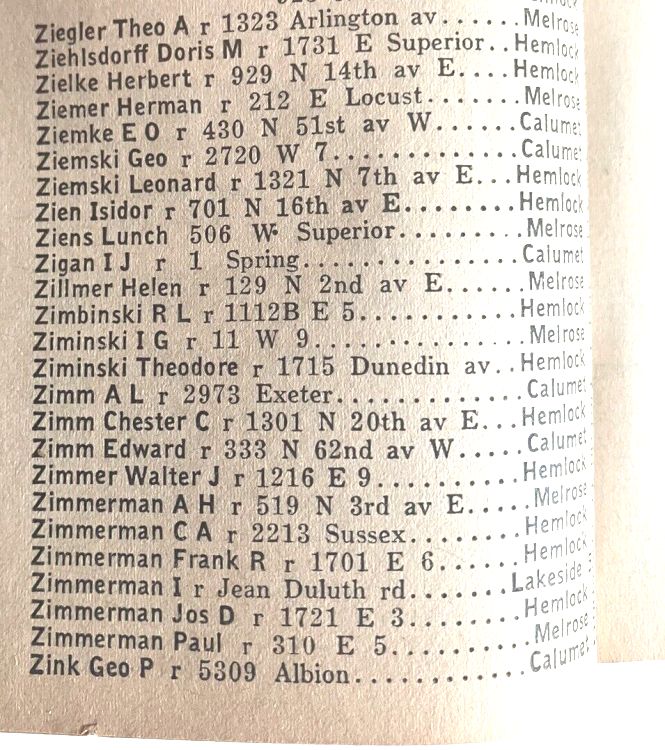 Ziegler Theo A r 1323 Arlington av......Melrose
Ziehlsdorff Doris M r 1731 E Superior..Hemlock
Zielke Herbert r 929 N 14th av E....Hemlock
Ziemer Herman r 212 E Locust.......Melrose
Ziemke E O r 430 N 51st av W......Calumet
Ziemski Geo r 2720 W 7.............Calumet
Ziemski Leonard r 1321 N 7th av E...Hemlock
Zien Isidor r 701 N 16th av E........Hemlock
Ziens Lunch 506 W Superior.........Melrose
Zigan I J r 1 Spring................Calumet
Zillmer Helen r 129 N 2nd av E......Melrose
Zimbinski R L r 1112B E 5...........Hemlock
Ziminski I G r 11 W 9...............Melrose
Ziminski Theodore r 1715 Dunedin av..Hemlock
Zimm A L r 2973 Exeter.............Calumet
Zimm Chester C r 1301 N 20th av E...Hemlock
Zimm Edward r 333 N 62nd av W.....Calumet
Zimmer Walter J r 1216 E 9..........Hemlock
Zimmerman A H r 519 N 3rd av E.....Melrose
Zimmerman C A r 2213 Sussex........Hemlock
Zimmerman Frank R r 1701 E 6......Hemlock
Zimmerman I r Jean Duluth rd.......Lakeside
Zimmerman Jos D r 1721 E 3........Hemlock
Zimmerman Paul r 310 E 5..........Melrose
Zink Geo P r 5309 Albion............Calumet